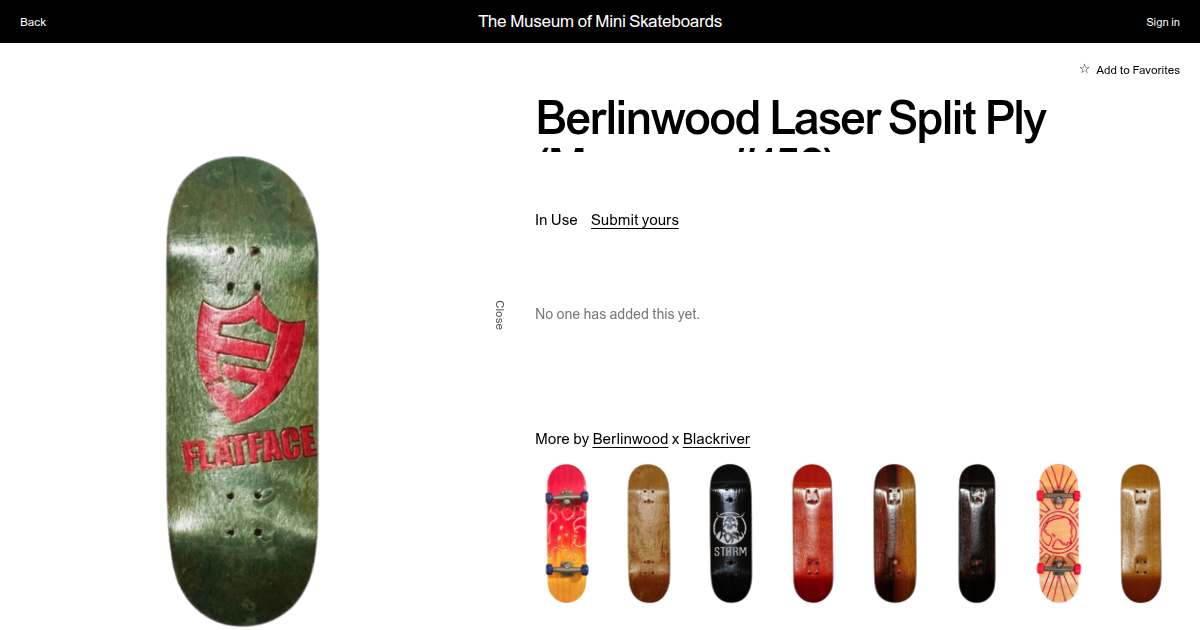 Back
The Museum of Mini Skateboards
Sign in
☆ Add to Favorites
Berlinwood Laser Split Ply
In Use Submit yours
Close
No one has added this yet.
FLATFACE
More by Berlinwood x Blackriver
STORM